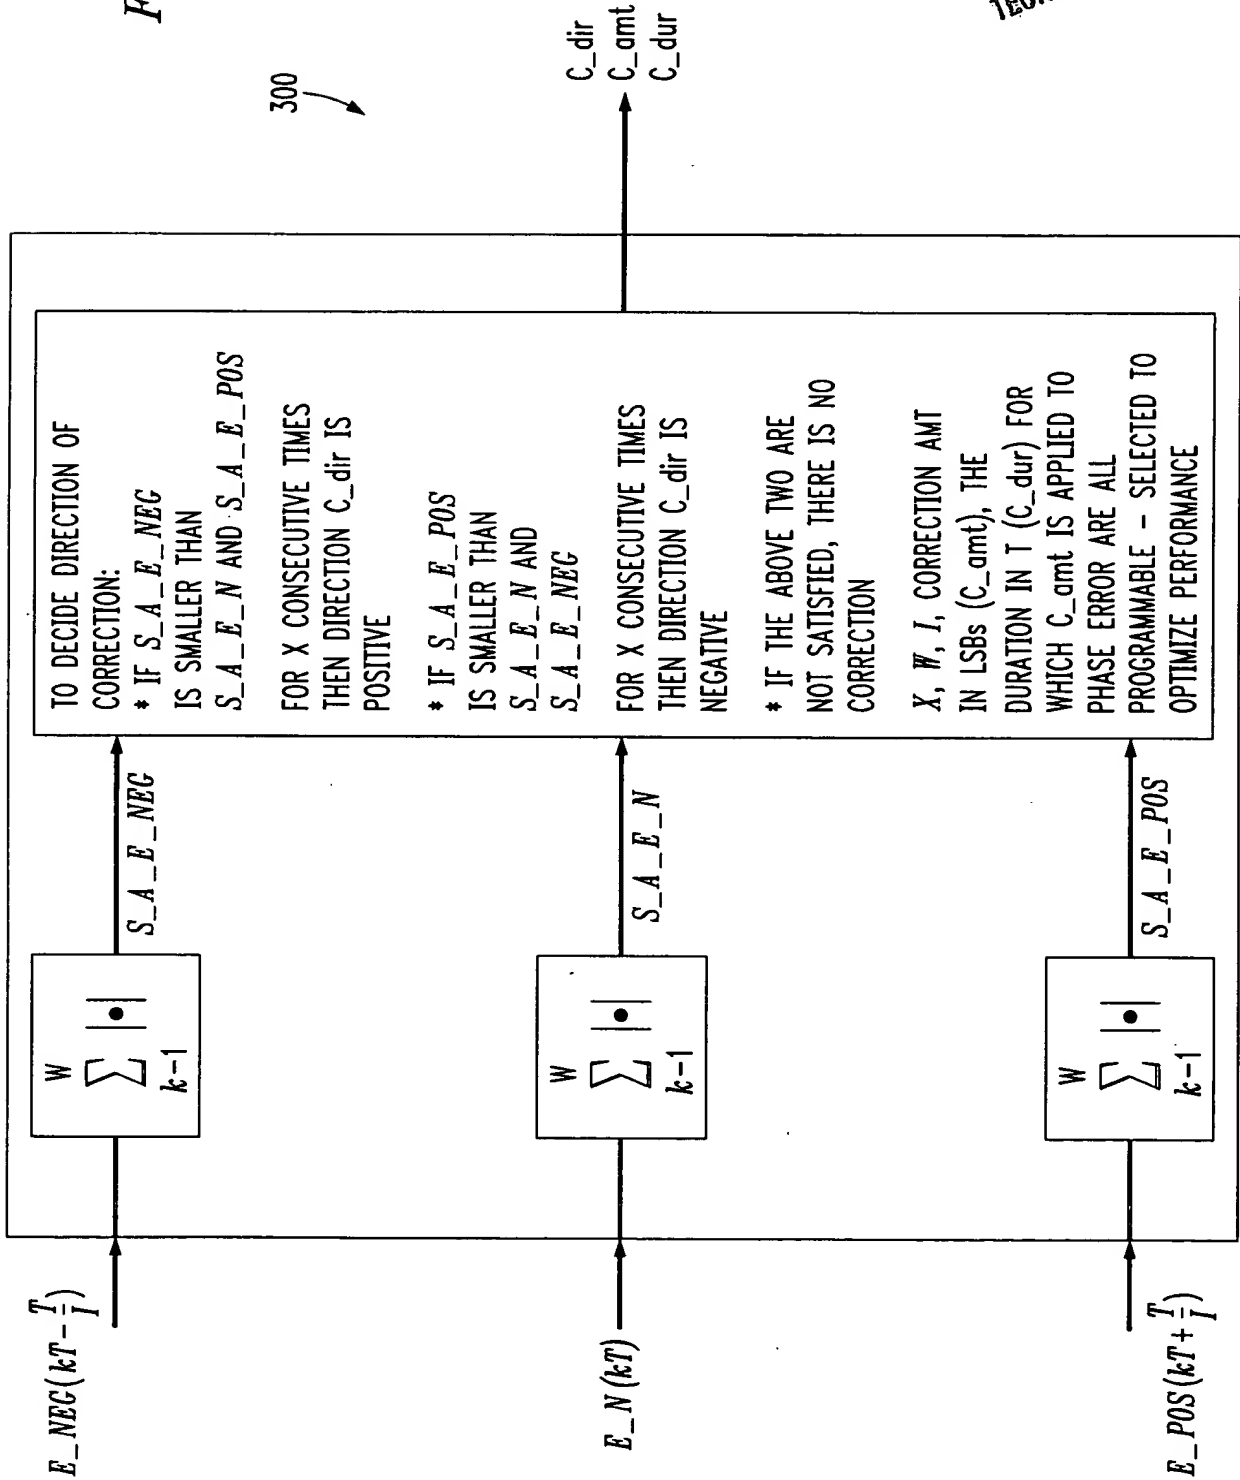 F
300
E_NEG(kT-T/I)
W
∑ |•|
k-1
S_A_E_NEG
E_N(kT)
W
∑ |•|
k-1
S_A_E_N
E_POS(kT+T/I)
W
∑ |•|
k-1
S_A_E_POS
TO DECIDE DIRECTION OF
CORRECTION:
* IF S_A_E_NEG
IS SMALLER THAN
S_A_E_N AND S_A_E_POS
FOR X CONSECUTIVE TIMES
THEN DIRECTION C_dir IS
POSITIVE
* IF S_A_E_POS
IS SMALLER THAN
S_A_E_N AND
S_A_E_NEG
FOR X CONSECUTIVE TIMES
THEN DIRECTION C_dir IS
NEGATIVE
* IF THE ABOVE TWO ARE
NOT SATISFIED, THERE IS NO
CORRECTION
X, W, I, CORRECTION AMT
IN LSBs (C_amt), THE
DURATION IN T (C_dur) FOR
WHICH C_amt IS APPLIED TO
PHASE ERROR ARE ALL
PROGRAMMABLE - SELECTED TO
OPTIMIZE PERFORMANCE
C_dir
C_amt
C_dur